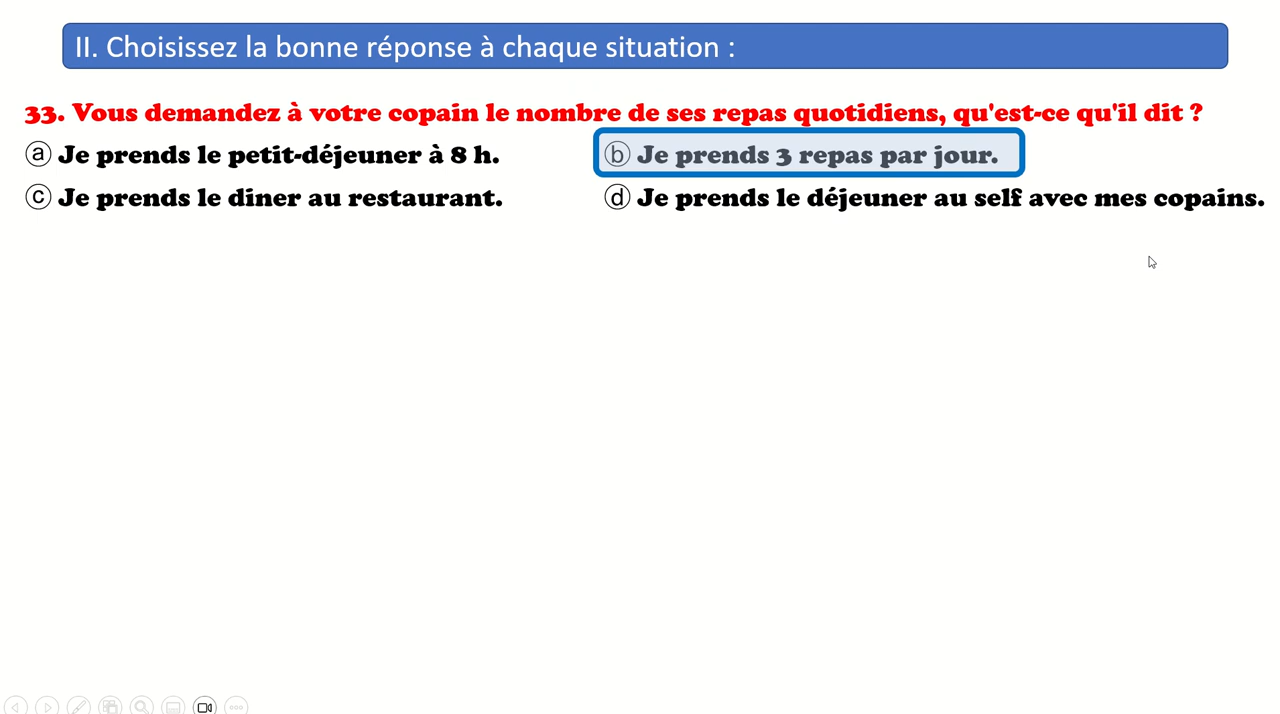 II. Choisissez la bonne réponse à chaque situation :
33. Vous demandez à votre copain le nombre de ses repas quotidiens, qu'est-ce qu'il dit ?
ⓐ Je prends le petit-déjeuner à 8 h.
ⓑ Je prends 3 repas par jour.
ⓒ Je prends le diner au restaurant.
ⓓ Je prends le déjeuner au self avec mes copains.